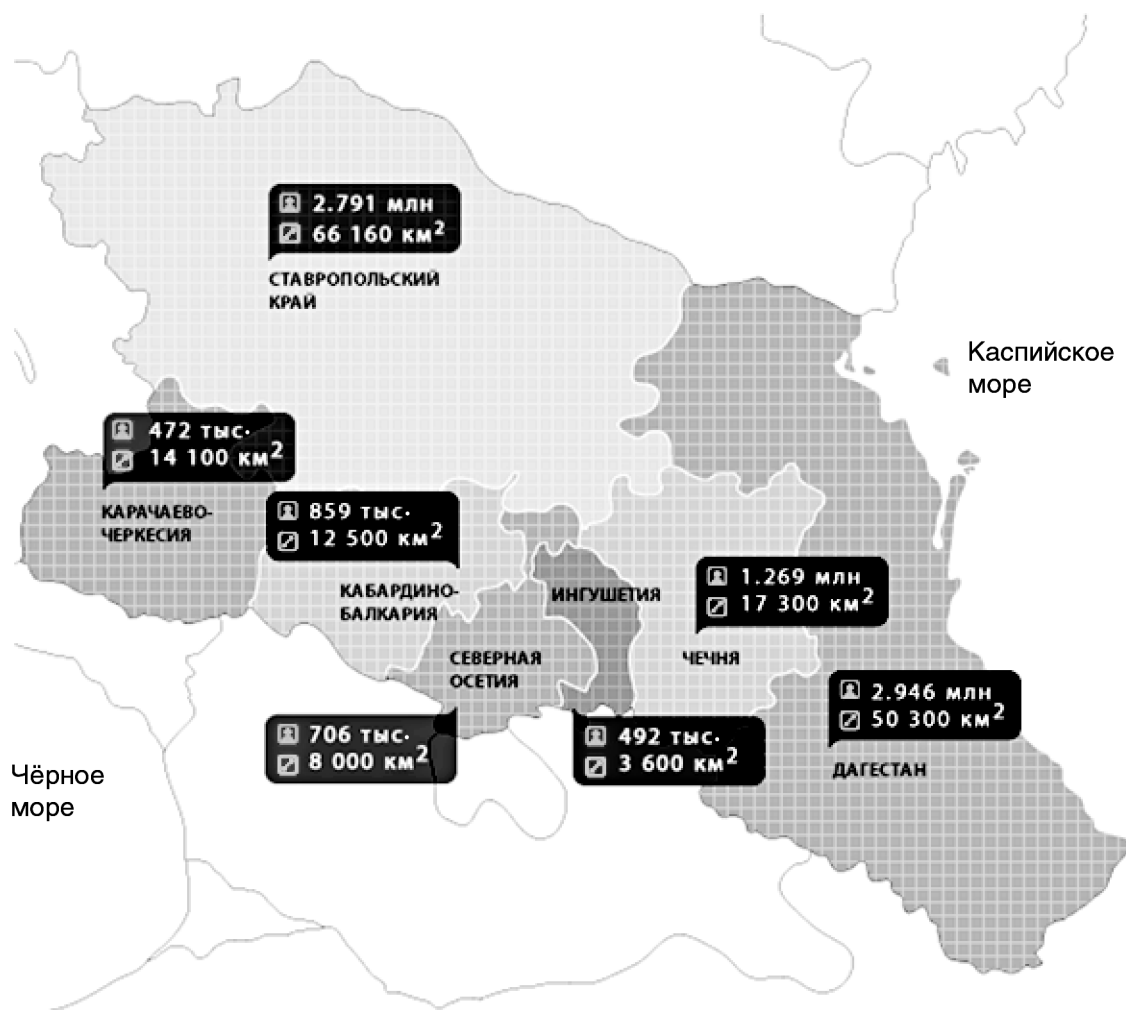 2.791 млн
66 160 км²
СТАВРОПОЛЬСКИЙ
КРАЙ
Каспийское
море
472 тыс.
14 100 км²
КАРАЧАЕВО-
ЧЕРКЕСИЯ
859 тыс.
12 500 км²
КАБАРДИНО-
БАЛКАРИЯ
ИНГУШЕТИЯ
1.269 млн
17 300 км²
ЧЕЧНЯ
СЕВЕРНАЯ
ОСЕТИЯ
2.946 млн
50 300 км²
ДАГЕСТАН
706 тыс.
8 000 км²
492 тыс.
3 600 км²
Чёрное
море